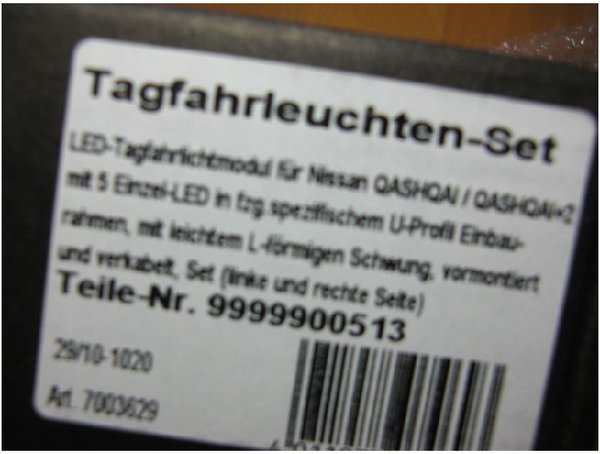 Tagfahrleuchten-Set
LED-Tagfahrlichtmodul für Nissan QASHQAI / QASHQAI+2
mit 5 Einzel-LED in fzg.spezifischem U-Profil Einbau-
rahmen, mit leichtem L-förmigen Schwung, vormontiert
und verkabelt, Set (linke und rechte Seite)
Teile-Nr. 9999900513
29/10-1020
Art. 7003629